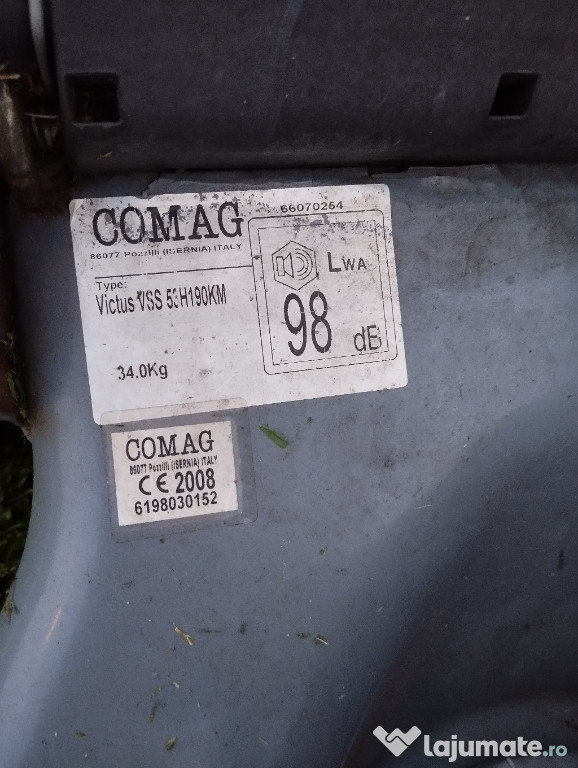 COMAG
66070254
86077 Pozzilli (ISERNIA) ITALY
Type:
Victus VSS 53H190KM
34.0Kg
LWA
98 dB
COMAG
86077 Pozzilli (ISERNIA) ITALY
CE 2008
6198030152
lajumate.ro